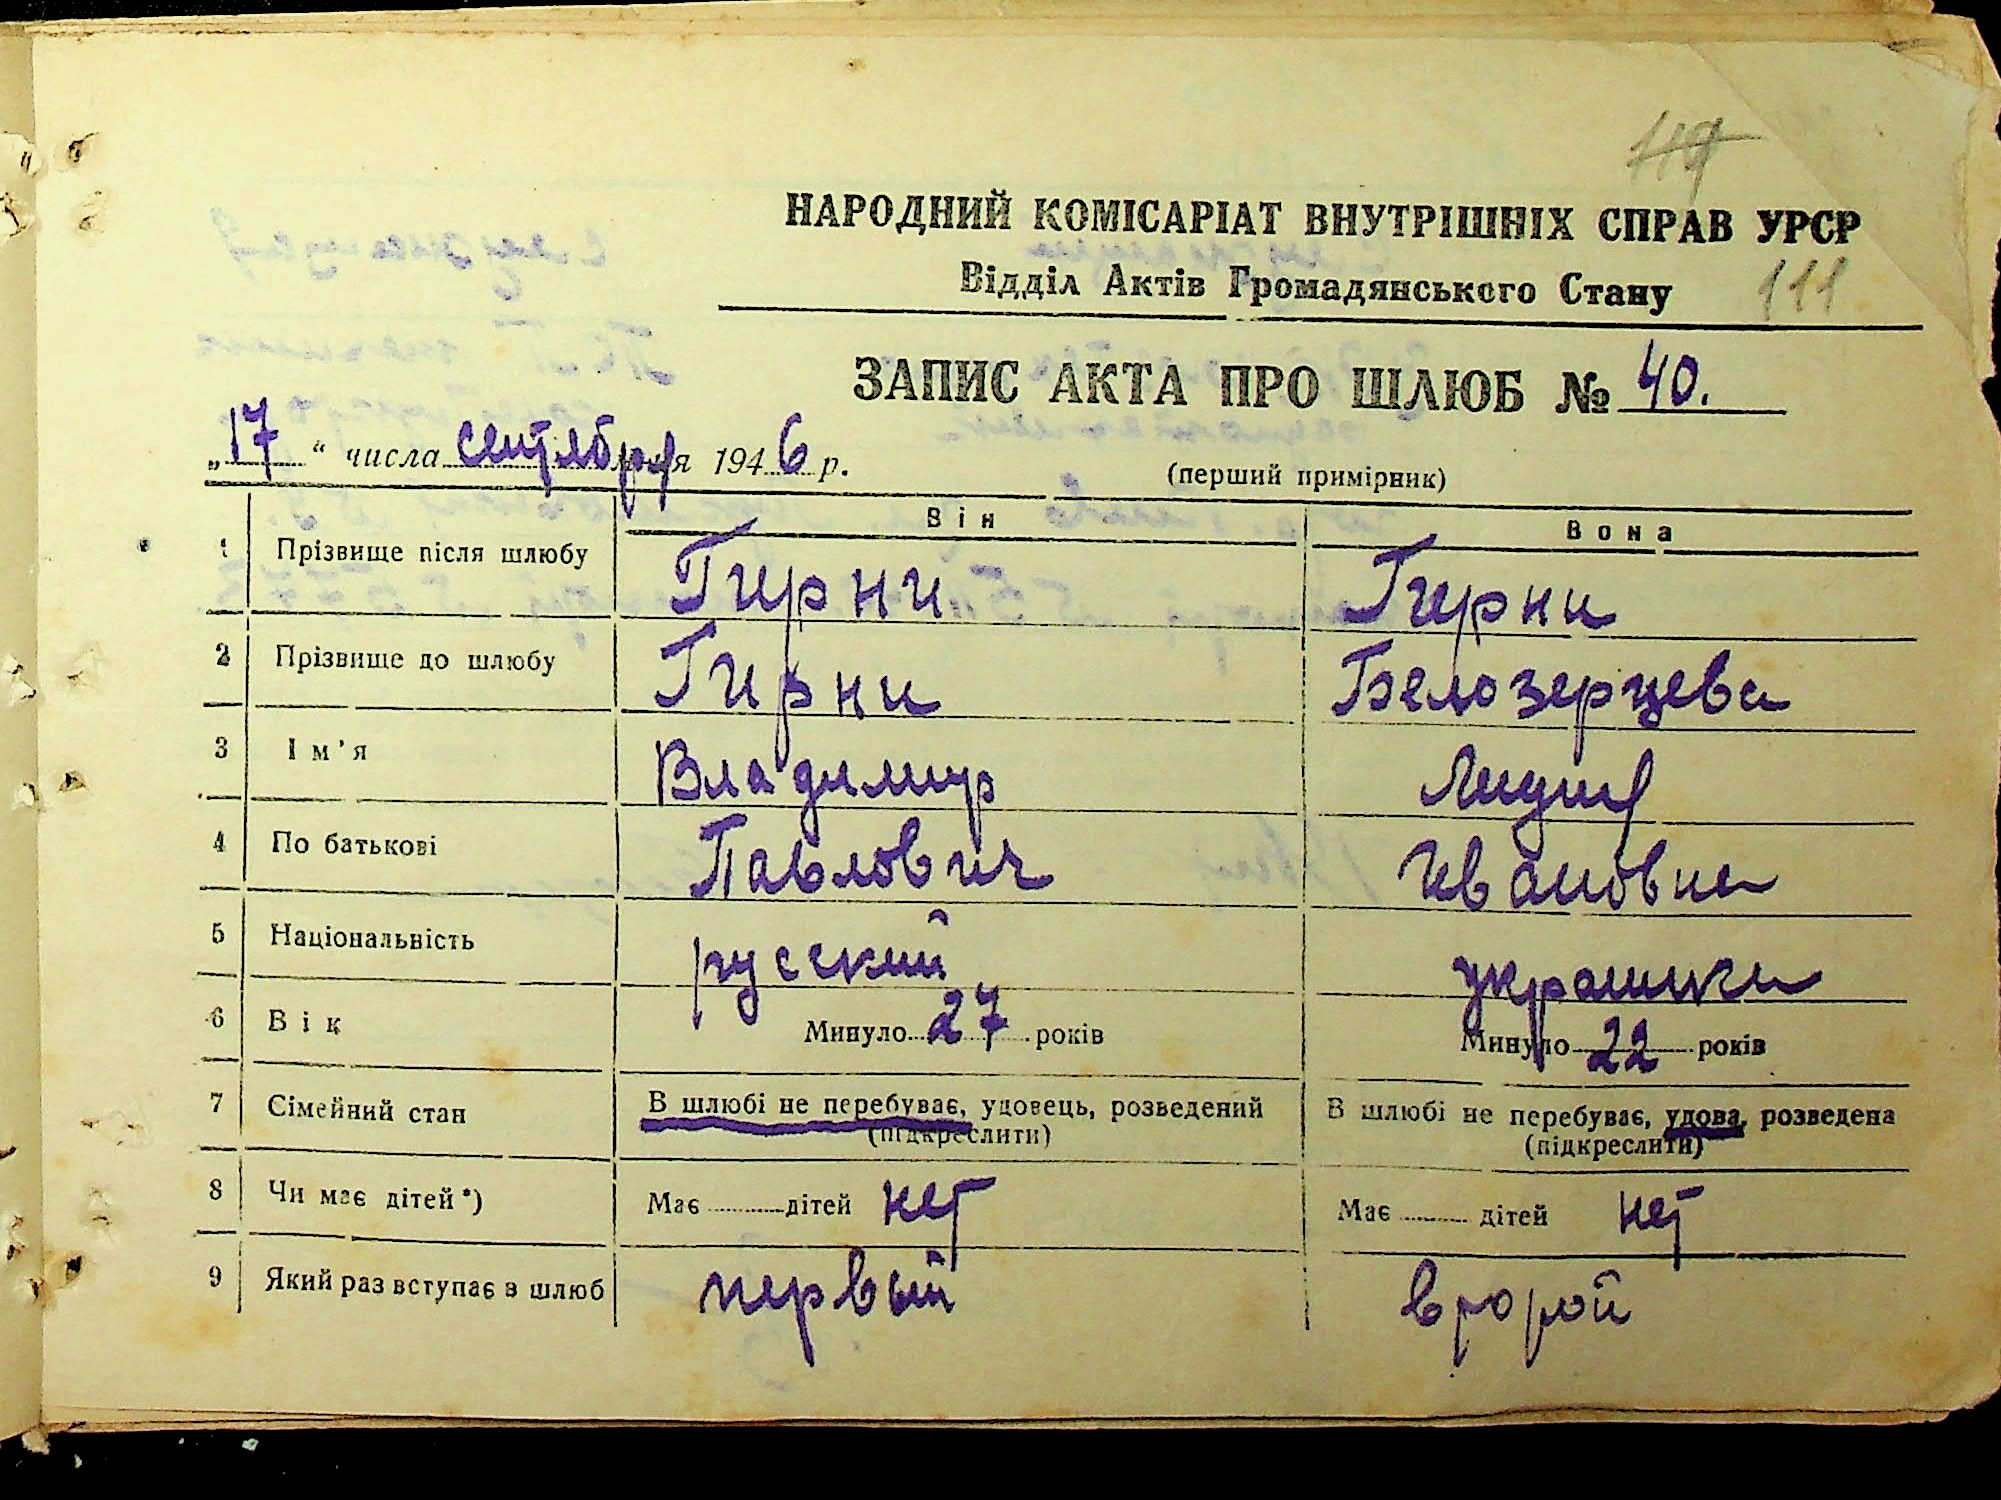 НАРОДНИЙ КОМІСАРІАТ ВНУТРІШНІХ СПРАВ УРСР
Відділ Актів Громадянського Стану 111
ЗАПИС АКТА ПРО ШЛЮБ № 40.
„17“ числа сентября 1946 р. (перший примірник)
Він Вона
1 Прізвище після шлюбу Гирни Гирни
2 Прізвище до шлюбу Гирни Белозерцева
3 Ім'я Владимир Лидия
4 По батькові Павлович Ивановна
5 Національність русский украинка
6 Вік Минуло 27 років Минуло 22 років
7 Сімейний стан В шлюбі не перебуває, удовець, розведений В шлюбі не перебуває, удова, розведена
(підкреслити) (підкреслити)
8 Чи має дітей*) Має дітей нет Має дітей нет
9 Який раз вступає в шлюб первый второй